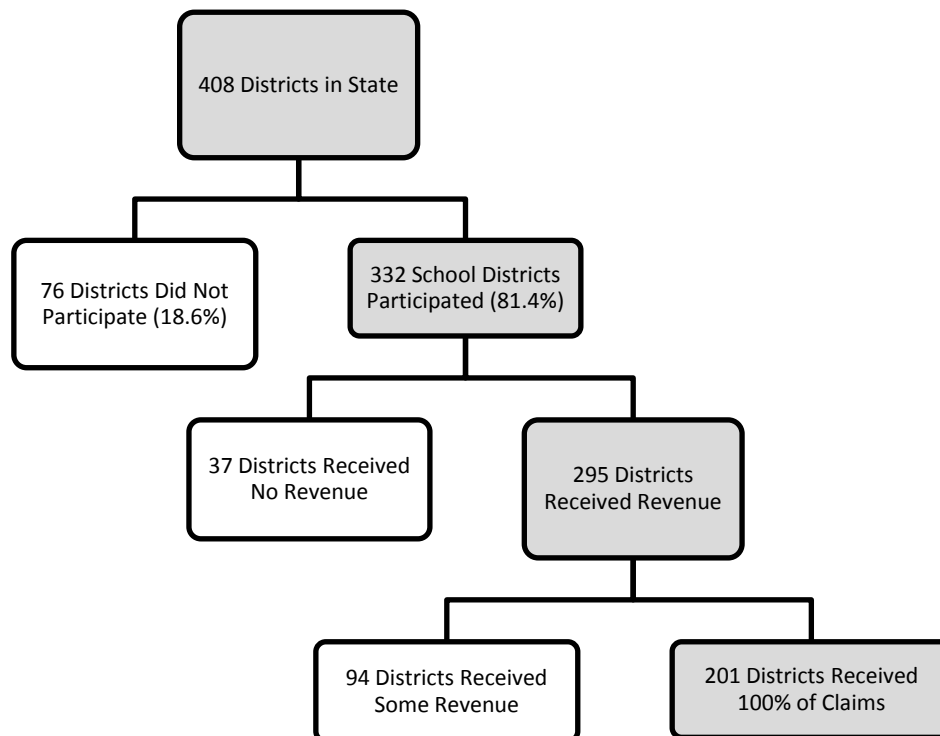 408 Districts in State
76 Districts Did Not
Participate (18.6%)
332 School Districts
Participated (81.4%)
37 Districts Received
No Revenue
295 Districts
Received Revenue
94 Districts Received
Some Revenue
201 Districts Received
100% of Claims